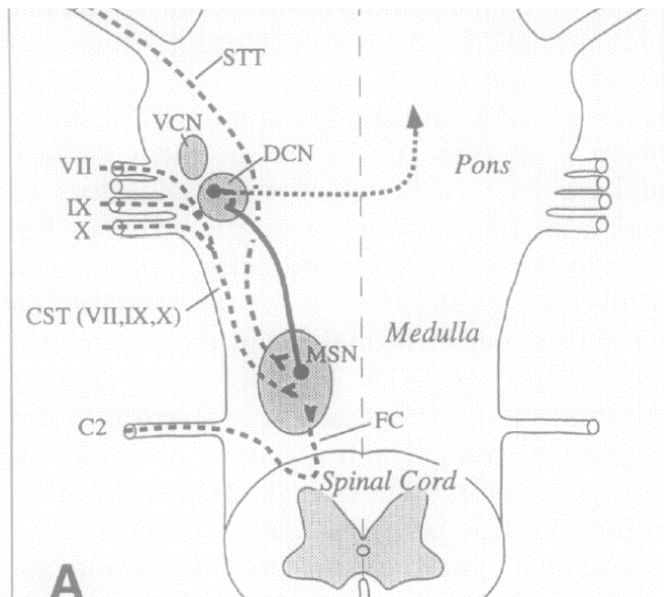 STT
VCN
DCN
VII
Pons
IX
X
CST (VII,IX,X)
Medulla
MSN
C2
FC
Spinal Cord
A